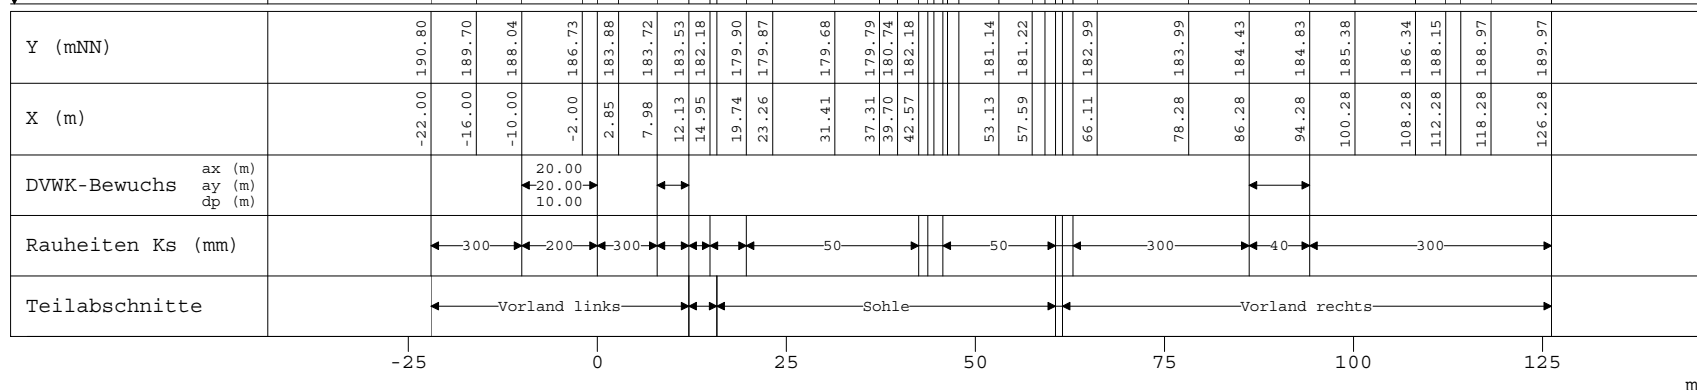 Y (mNN) 190.80 189.70 188.04 186.73 183.88 183.72 183.53 182.18 179.90 179.87 179.68 179.79 180.74 182.18 181.14 181.22 182.99 183.99 184.43 184.83 185.38 186.34 188.15 188.97 189.97
X (m) -22.00 -16.00 -10.00 -2.00 2.85 7.98 12.13 14.95 19.74 23.26 31.41 37.31 39.70 42.57 53.13 57.59 66.11 78.28 86.28 94.28 100.28 108.28 112.28 118.28 126.28
DVWK-Bewuchs
ax (m) 20.00
ay (m) 20.00
dp (m) 10.00
Rauheiten Ks (mm) 300 200 300 50 50 300 40 300
Teilabschnitte Vorland links Sohle Vorland rechts
-25 0 25 50 75 100 125
m